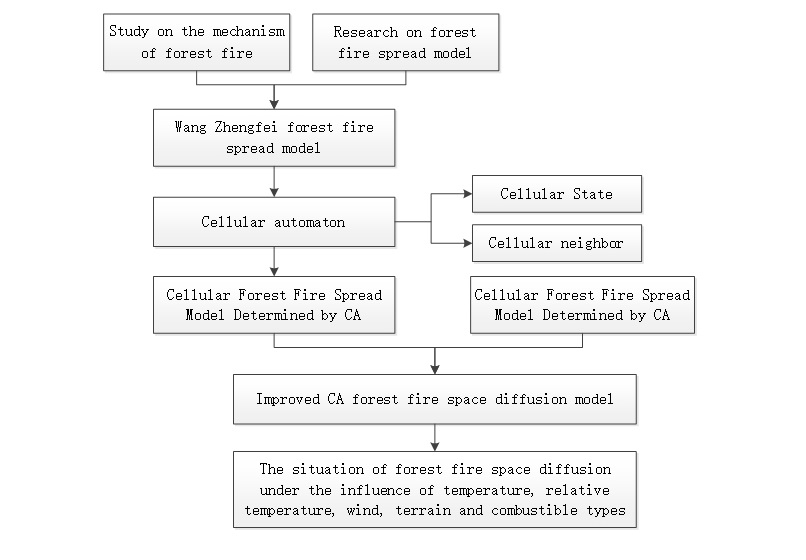 Study on the mechanism
of forest fire
Research on forest
fire spread model
Wang Zhengfei forest fire
spread model
Cellular automaton
Cellular State
Cellular neighbor
Cellular Forest Fire Spread
Model Determined by CA
Cellular Forest Fire Spread
Model Determined by CA
Improved CA forest fire space diffusion model
The situation of forest fire space diffusion
under the influence of temperature, relative
temperature, wind, terrain and combustible types